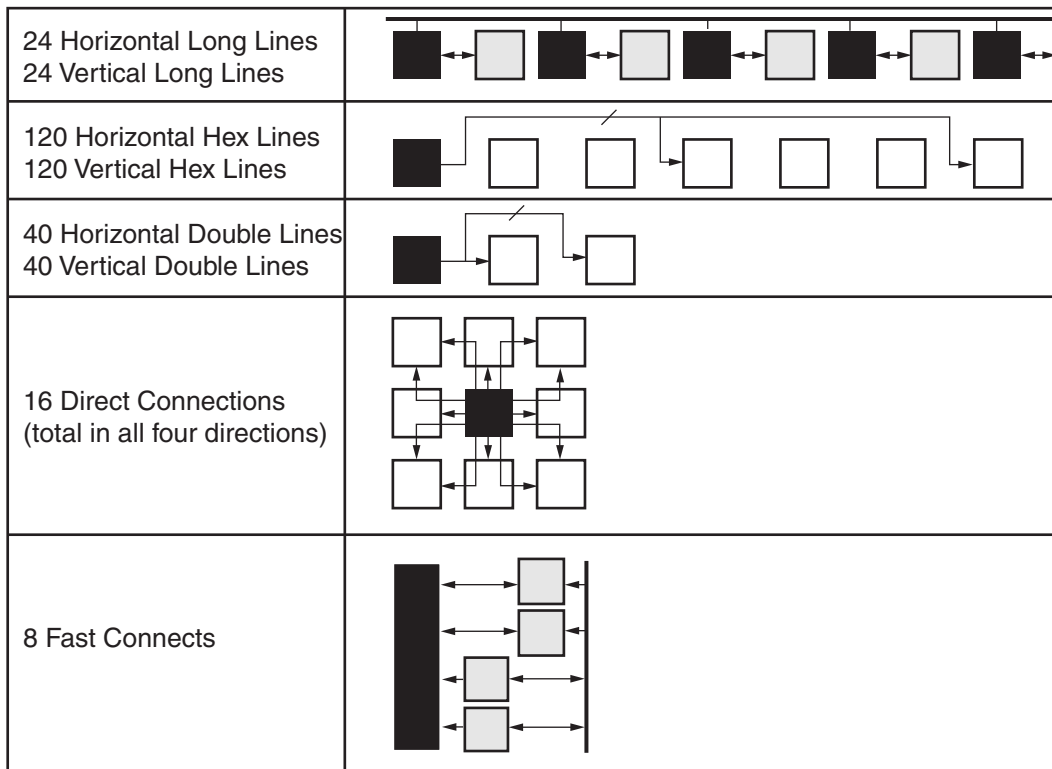 24 Horizontal Long Lines
24 Vertical Long Lines
120 Horizontal Hex Lines
120 Vertical Hex Lines
40 Horizontal Double Lines
40 Vertical Double Lines
16 Direct Connections
(total in all four directions)
8 Fast Connects